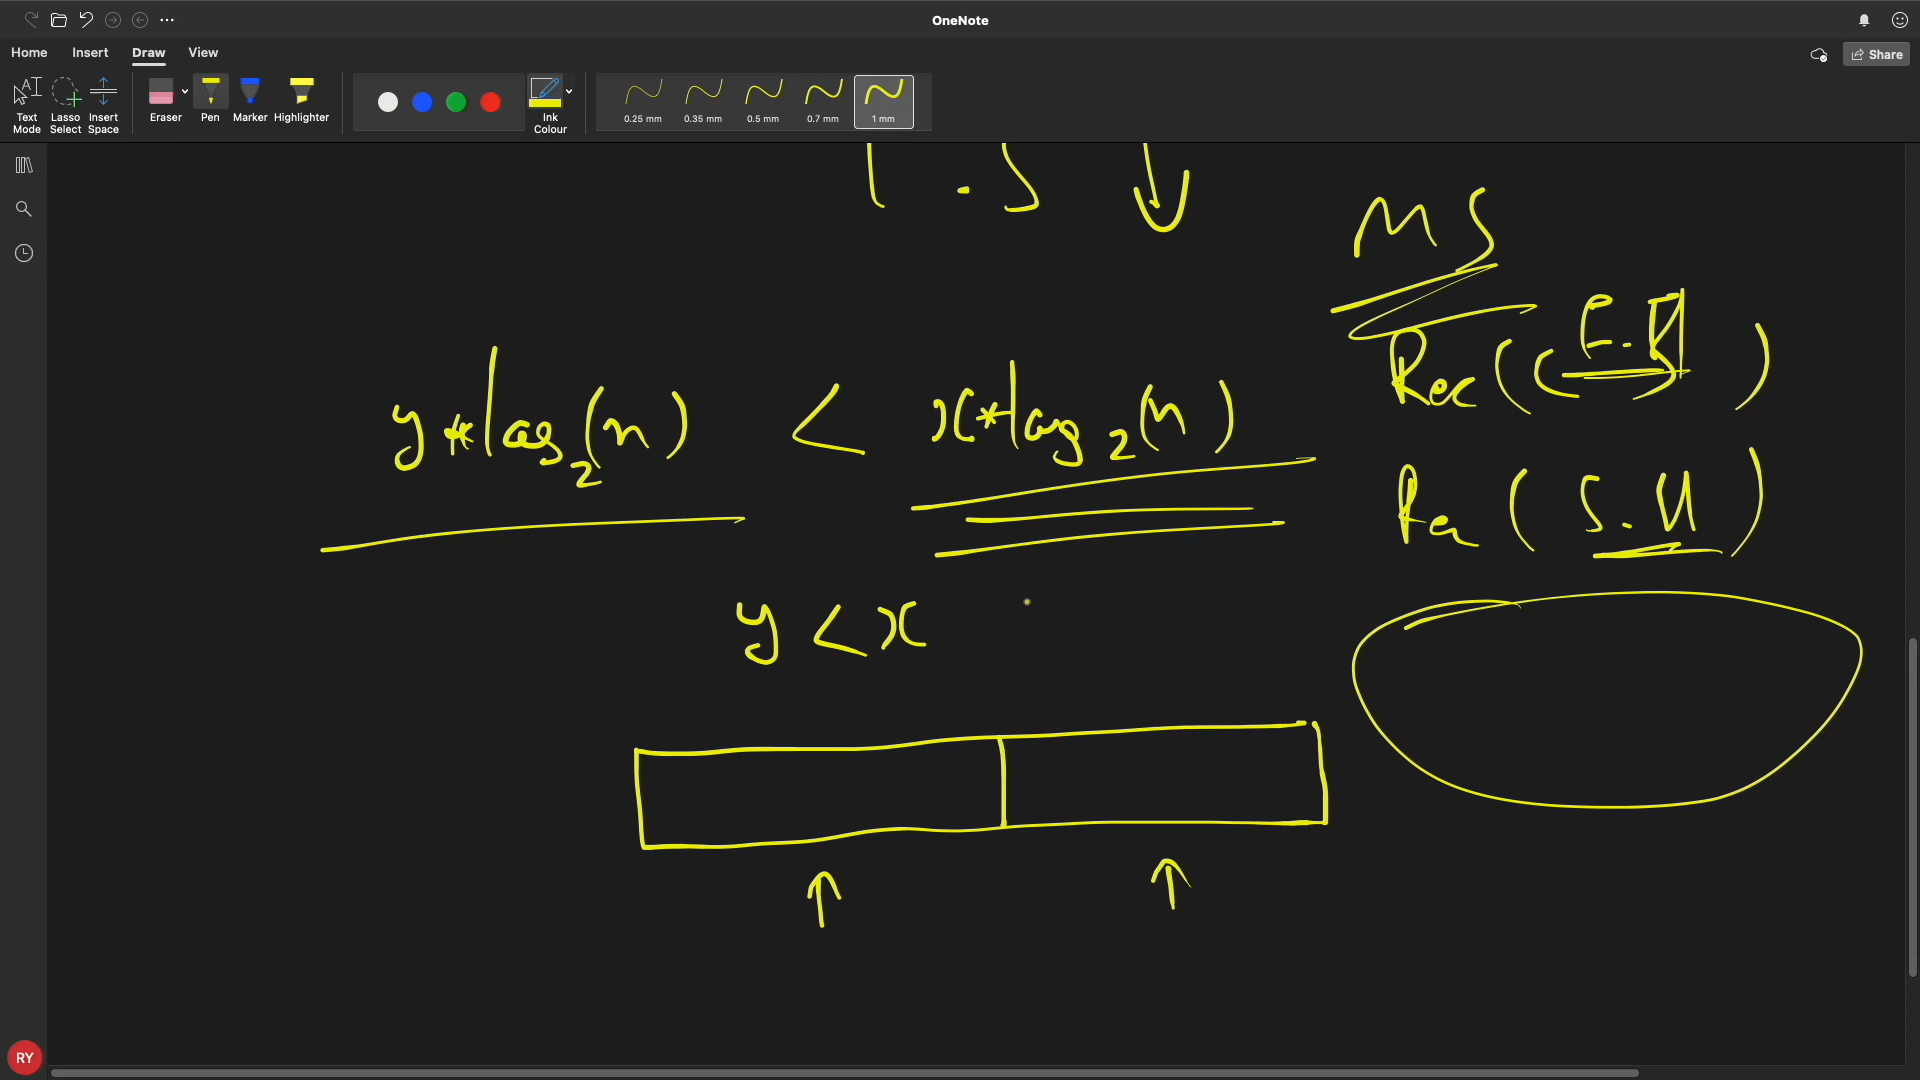 OneNote
Home Insert Draw View
Share
Text Mode
Lasso Select
Insert Space
Eraser
Pen
Marker
Highlighter
Ink Colour
0.25 mm
0.35 mm
0.5 mm
0.7 mm
1 mm
MS
y*log₂(n) < x*log₂(n)
y < x
RY